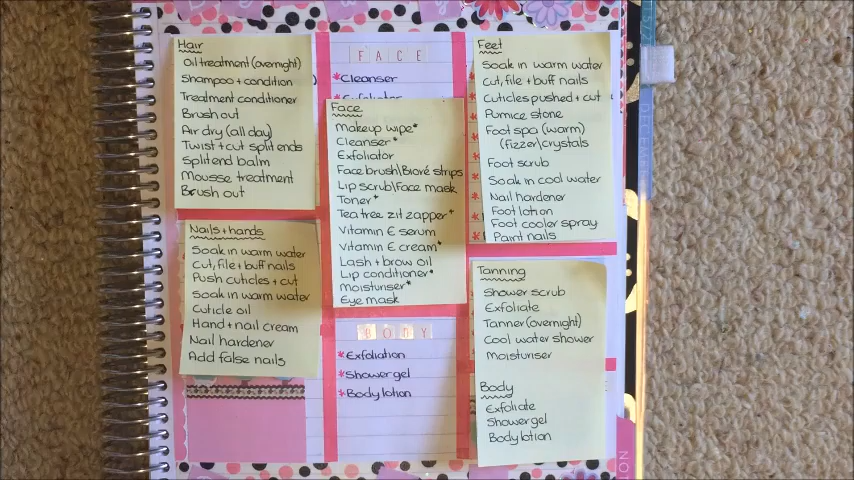 Hair
Oil treatment (overnight)
Shampoo + condition
Treatment conditioner
Brush out
Air dry (all day)
Twist + cut split ends
Split end balm
Mousse treatment
Brush out
Nails + hands
Soak in warm water
Cut, file + buff nails
Push cuticles + cut
Soak in warm water
Cuticle oil
Hand + nail cream
Nail hardener
Add false nails
FACE
*Cleanser
Face
Makeup wipe*
Cleanser*
Exfoliator
Face brush/Bioré strips
Lip scrub/Face mask
Toner*
Tea tree zit zapper*
Vitamin E serum
Vitamin E cream*
Lash + brow oil
Lip conditioner*
Moisturiser*
Eye mask
BODY
*Exfoliation
*Shower gel
*Body lotion
Feet
Soak in warm water
Cut, file + buff nails
Cuticles pushed + cut
Pumice stone
Foot spa (warm)
(fizzer/crystals
Foot scrub
Soak in cool water
Nail hardener
Foot lotion
Foot cooler spray
Paint nails
Tanning
Shower scrub
Exfoliate
Tanner (overnight)
Cool water shower
Moisturiser
Body
Exfoliate
Shower gel
Body lotion